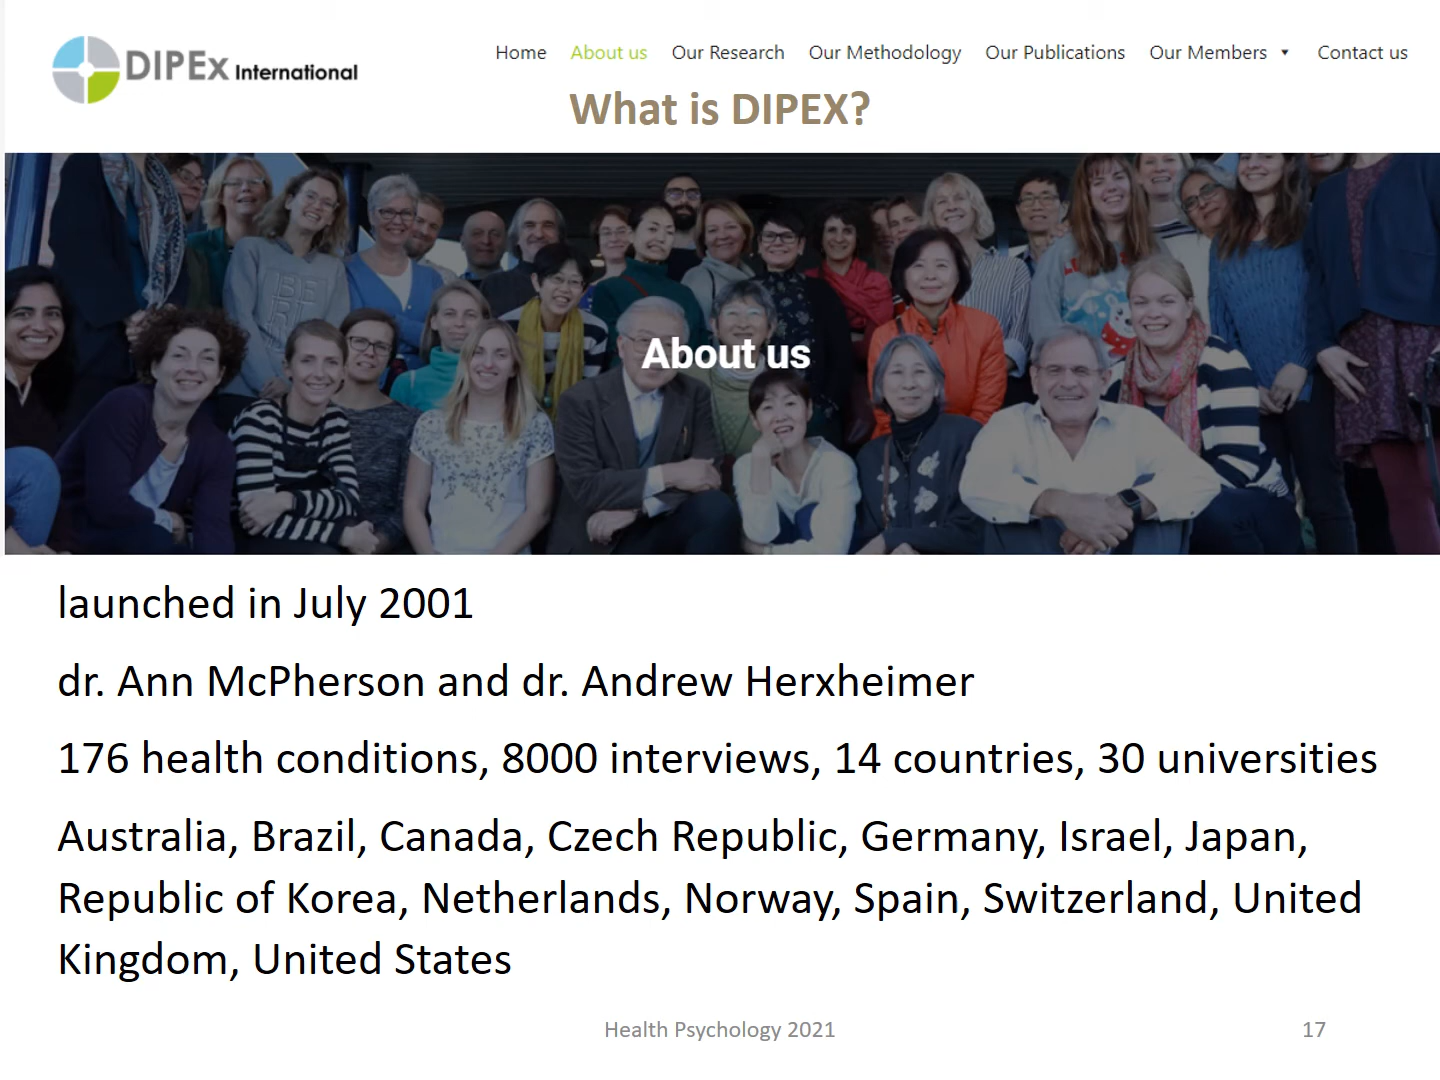 DIPEx International
Home About us Our Research Our Methodology Our Publications Our Members Contact us
What is DIPEX?
About us
launched in July 2001
dr. Ann McPherson and dr. Andrew Herxheimer
176 health conditions, 8000 interviews, 14 countries, 30 universities
Australia, Brazil, Canada, Czech Republic, Germany, Israel, Japan,
Republic of Korea, Netherlands, Norway, Spain, Switzerland, United
Kingdom, United States
Health Psychology 2021
17